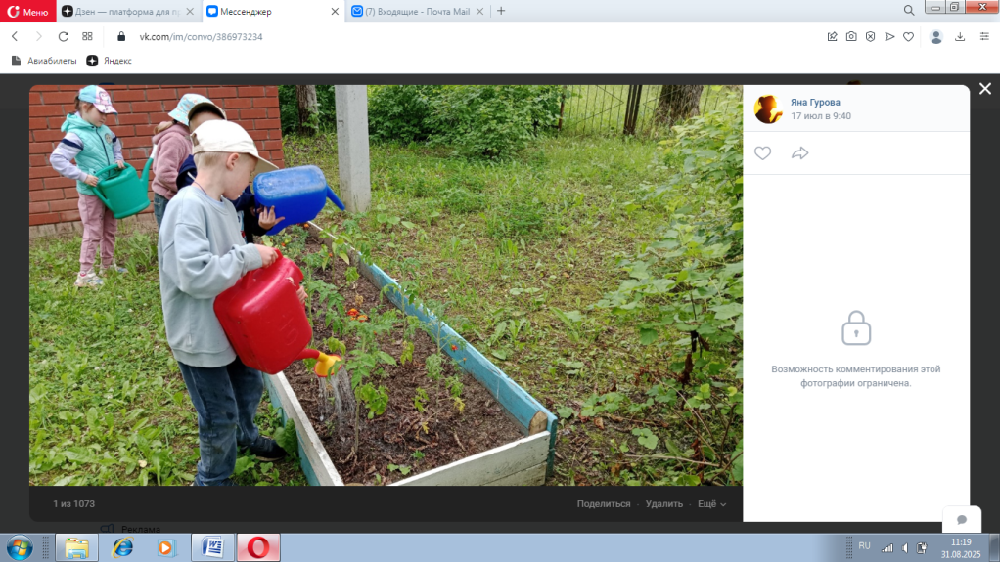 Меню
Дзен — платформа для пр
Мессенджер
(7) Входящие - Почта Mail
vk.com/im/convo/386973234
Авиабилеты
Яндекс
Яна Гурова
17 июл в 9:40
Возможность комментирования этой
фотографии ограничена.
1 из 1073
Поделиться
Удалить
Ещё
Реклама
RU
11:19
31.08.2025